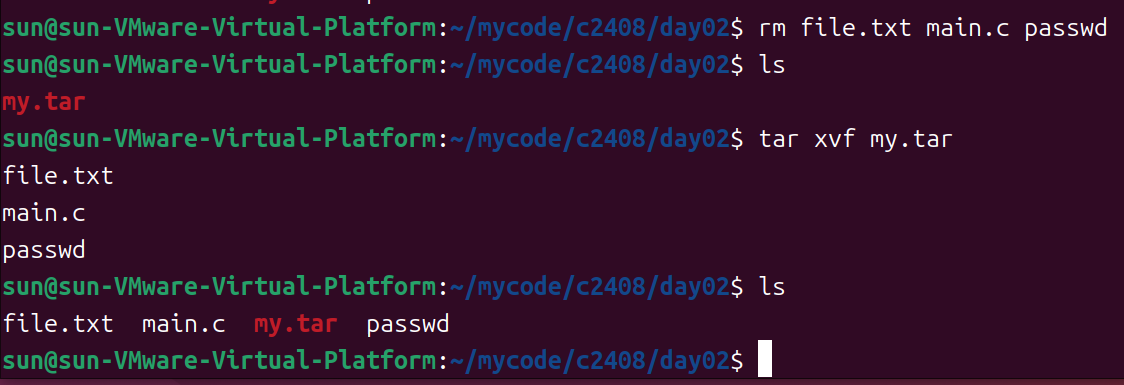 sun@sun-VMware-Virtual-Platform:~/mycode/c2408/day02$ rm file.txt main.c passwd
sun@sun-VMware-Virtual-Platform:~/mycode/c2408/day02$ ls
my.tar
sun@sun-VMware-Virtual-Platform:~/mycode/c2408/day02$ tar xvf my.tar
file.txt
main.c
passwd
sun@sun-VMware-Virtual-Platform:~/mycode/c2408/day02$ ls
file.txt  main.c  my.tar  passwd
sun@sun-VMware-Virtual-Platform:~/mycode/c2408/day02$